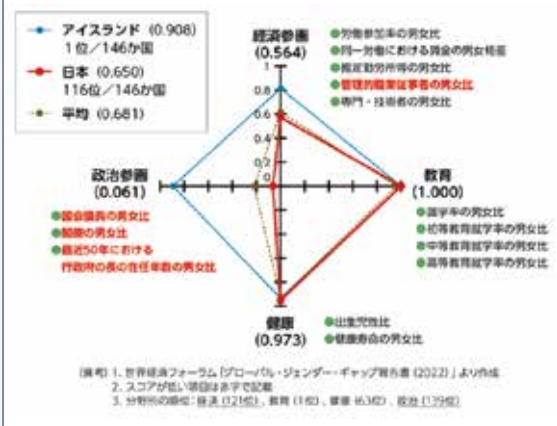 アイスランド (0.908)
1位／146か国
日本 (0.650)
116位／146か国
平均 (0.681)
経済参画
(0.564)
●労働参加率の男女比
●同一労働における賃金の男女格差
●推定勤労所得の男女比
●管理的職業従事者の男女比
●専門・技術者の男女比
1
0.8
0.6
0.4
0.2
0
政治参画
(0.061)
●国会議員の男女比
●閣僚の男女比
●最近50年における
行政府の長の在任年数の男女比
教育
(1.000)
●識字率の男女比
●初等教育就学率の男女比
●中等教育就学率の男女比
●高等教育就学率の男女比
健康
(0.973)
●出生児性比
●健康寿命の男女比
(備考) 1. 世界経済フォーラム「グローバル・ジェンダー・ギャップ報告書 (2022)」より作成
2. スコアが低い項目は赤字で記載
3. 分野別の順位：経済 (121位)、教育 (1位)、健康 (63位)、政治 (139位)